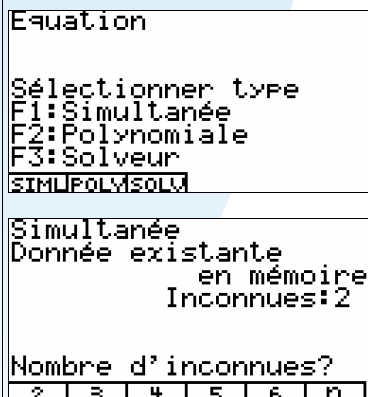 Equation
Sélectionner type
F1:Simultanée
F2:Polynomiale
F3:Solveur
SIML POLY SOLV
Simultanée
Donnée existante
en mémoire
Inconnues:2
Nombre d'inconnues?
2 3 4 5 6 n